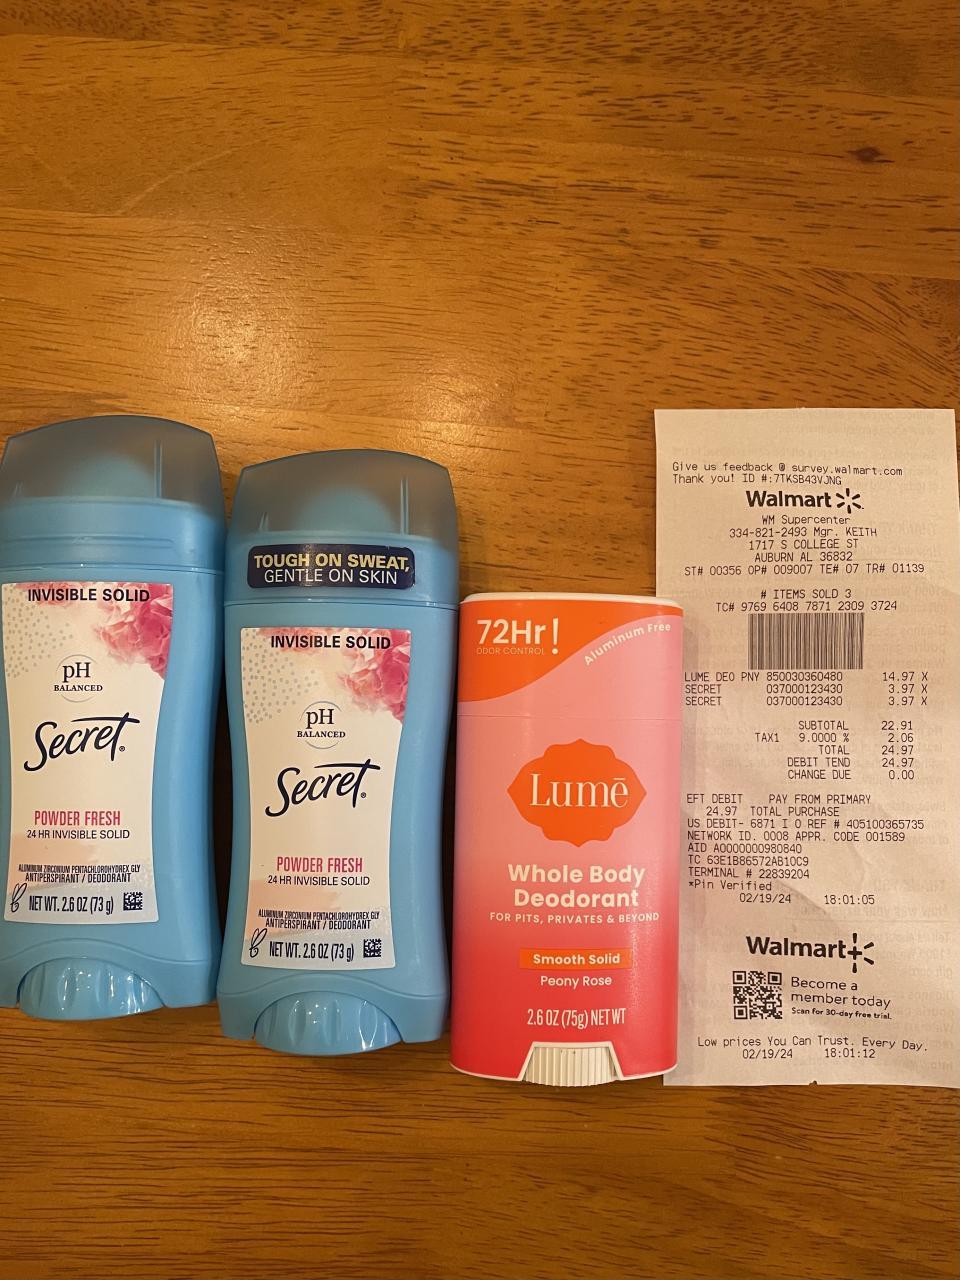 INVISIBLE SOLID
pH
BALANCED
Secret®
POWDER FRESH
24 HR INVISIBLE SOLID
ALUMINUM ZIRCONIUM PENTACHLOROHYDREX GLY
ANTIPERSPIRANT / DEODORANT
NET WT. 2.6 OZ (73 g)
TOUGH ON SWEAT,
GENTLE ON SKIN
INVISIBLE SOLID
pH
BALANCED
Secret®
POWDER FRESH
24 HR INVISIBLE SOLID
ALUMINUM ZIRCONIUM PENTACHLOROHYDREX GLY
ANTIPERSPIRANT / DEODORANT
NET WT. 2.6 OZ (73 g)
72Hr!
ODOR CONTROL
Aluminum Free
Lumē
Whole Body
Deodorant
FOR PITS, PRIVATES & BEYOND
Smooth Solid
Peony Rose
2.6 OZ (75g) NET WT
Give us feedback @ survey.walmart.com
Thank you! ID #:7TKSB43VJNG
Walmart
WM Supercenter
334-821-2493 Mgr. KEITH
1717 S COLLEGE ST
AUBURN AL 36832
ST# 00356 OP# 009007 TE# 07 TR# 01139
# ITEMS SOLD 3
TC# 9769 6408 7871 2309 3724
LUME DEO PNY 850030360480 14.97 X
SECRET 037000123430 3.97 X
SECRET 037000123430 3.97 X
SUBTOTAL 22.91
TAX1 9.0000 % 2.06
TOTAL 24.97
DEBIT TEND 24.97
CHANGE DUE 0.00
EFT DEBIT PAY FROM PRIMARY
24.97 TOTAL PURCHASE
US DEBIT- 6871 I 0 REF # 405100365735
NETWORK ID. 0008 APPR. CODE 001589
AID A0000000980840
TC 63E1B86572AB10C9
TERMINAL # 22839204
*Pin Verified
02/19/24 18:01:05
Walmart+
Become a
member today
Scan for 30-day free trial.
Low prices You Can Trust. Every Day.
02/19/24 18:01:12